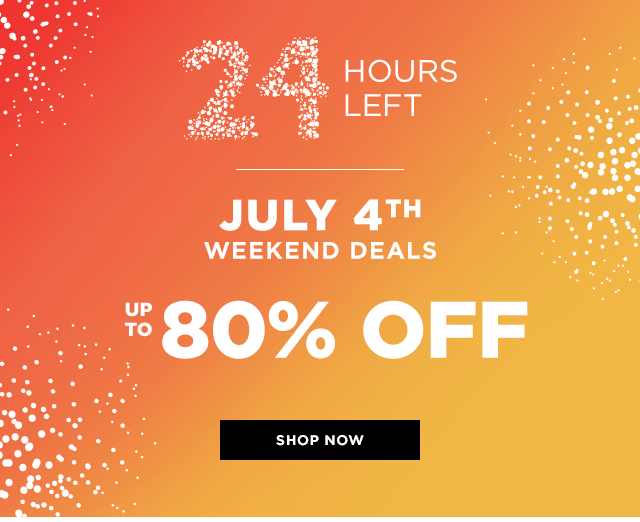 24 HOURS
LEFT
JULY 4TH
WEEKEND DEALS
UP TO 80% OFF
SHOP NOW